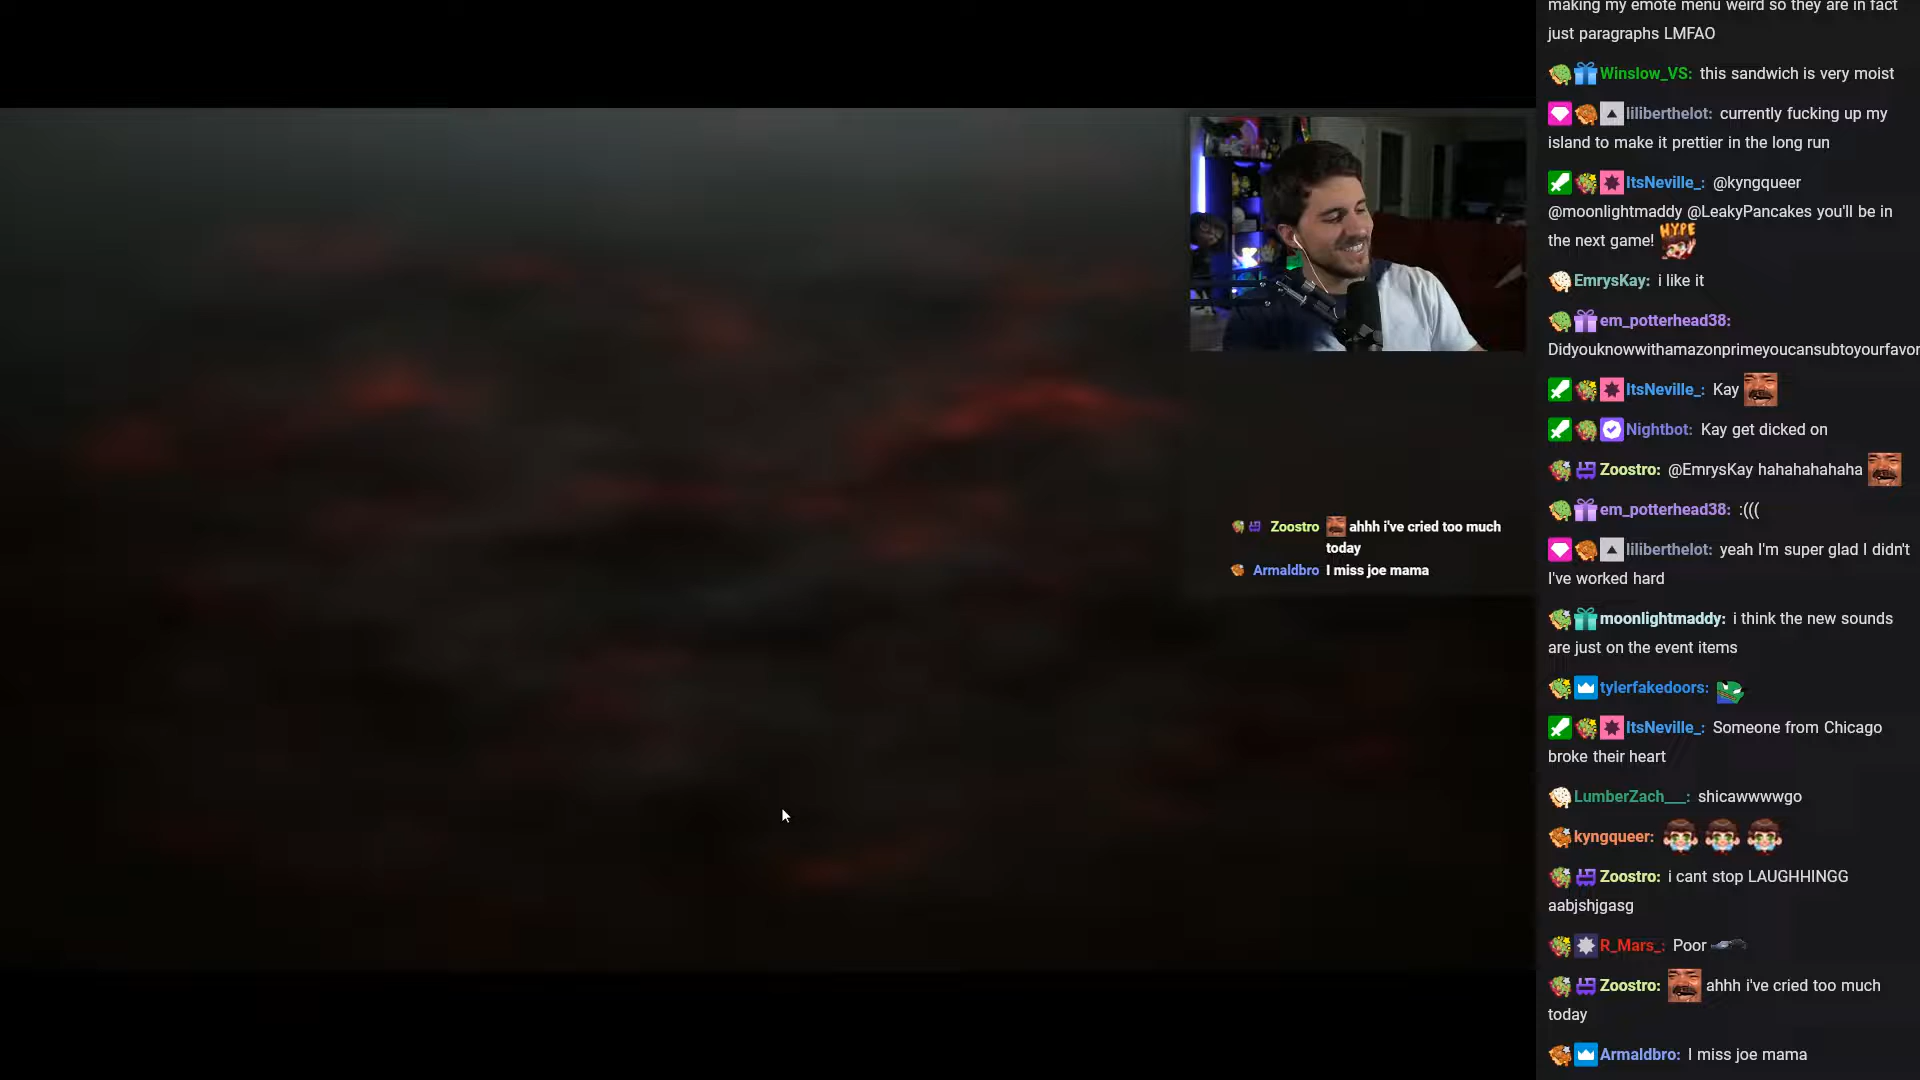 making my emote menu weird so they are in fact
just paragraphs LMFAO
Winslow_VS: this sandwich is very moist
liliberthelot: currently fucking up my
island to make it prettier in the long run
ItsNeville_: @kyngqueer
@moonlightmaddy @LeakyPancakes you'll be in
the next game! HYPE
EmrysKay: i like it
em_potterhead38:
Didyouknowwithamazonprimeyoucansubtoyourfavor
ItsNeville_: Kay
Nightbot: Kay get dicked on
Zoostro: @EmrysKay hahahahahaha
em_potterhead38: :(((
liliberthelot: yeah I'm super glad I didn't
I've worked hard
moonlightmaddy: i think the new sounds
are just on the event items
tylerfakedoors:
ItsNeville_: Someone from Chicago
broke their heart
LumberZach___: shicawwwwgo
kyngqueer:
Zoostro: i cant stop LAUGHHINGG
aabjshjgasg
R_Mars_: Poor
Zoostro: ahhh i've cried too much
today
Armaldbro: I miss joe mama
Zoostro ahhh i've cried too much
today
Armaldbro I miss joe mama